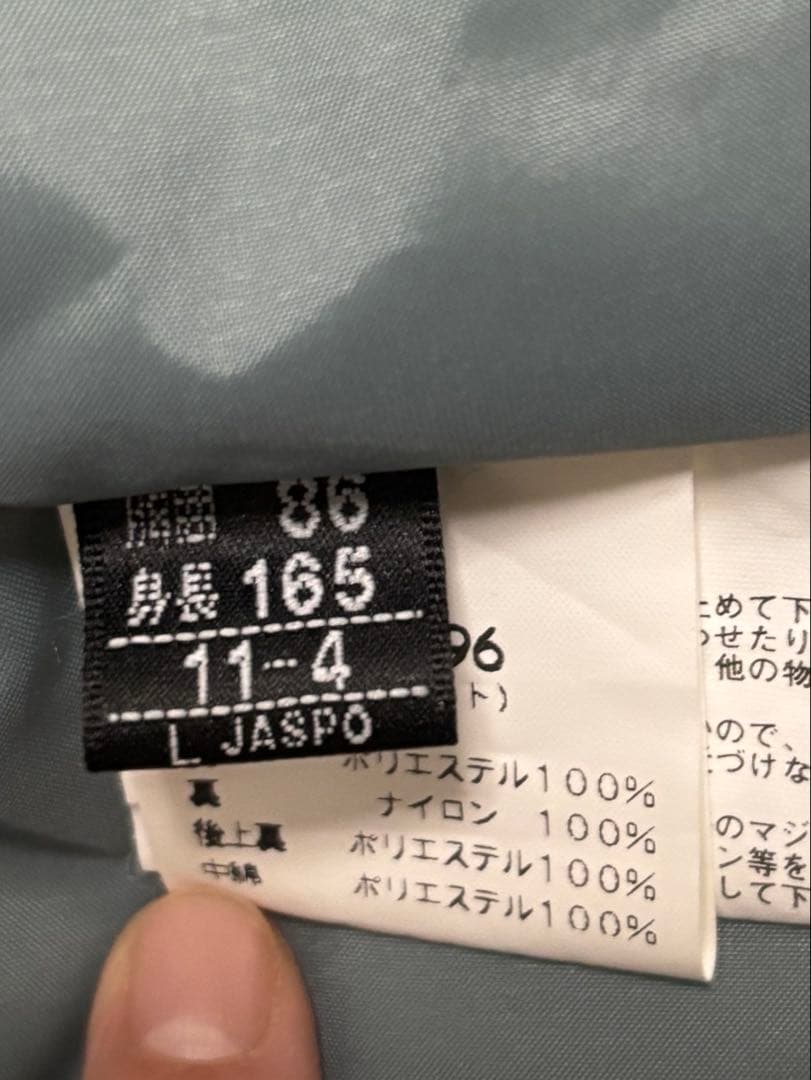 胸囲 86
身長 165
11-4
L JASPO
96
ト)
ポリエステル100%
裏 ナイロン 100%
後上裏 ポリエステル100%
中綿 ポリエステル100%
めて下
せたり
他の物
ので、
づけな
のマジ
ン等を
して下